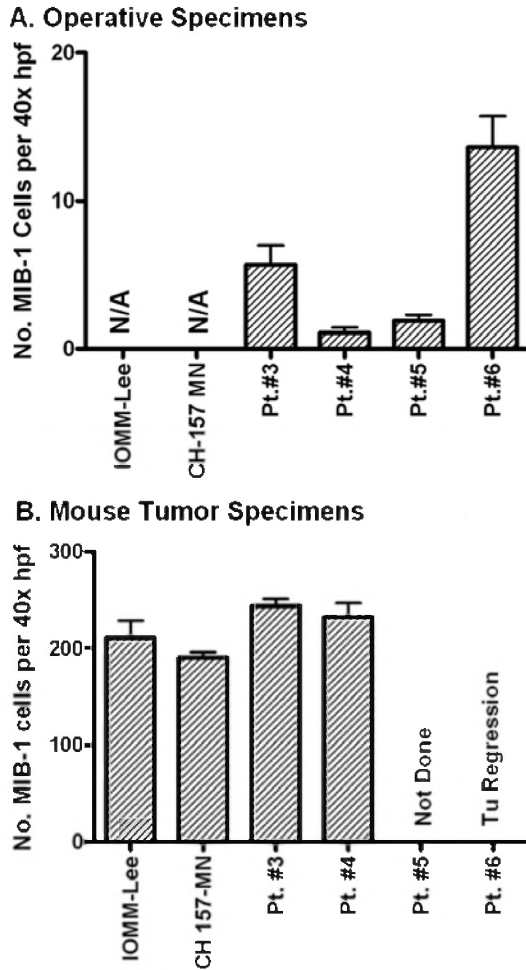 A. Operative Specimens
No. MIB-1 Cells per 40x hpf
20
10
0
N/A
N/A
IOMM-Lee
CH-157 MN
Pt.#3
Pt.#4
Pt.#5
Pt.#6
B. Mouse Tumor Specimens
No. MIB-1 cells per 40x hpf
300
200
100
0
Not Done
Tu Regression
IOMM-Lee
CH 157-MN
Pt. #3
Pt. #4
Pt. #5
Pt. #6